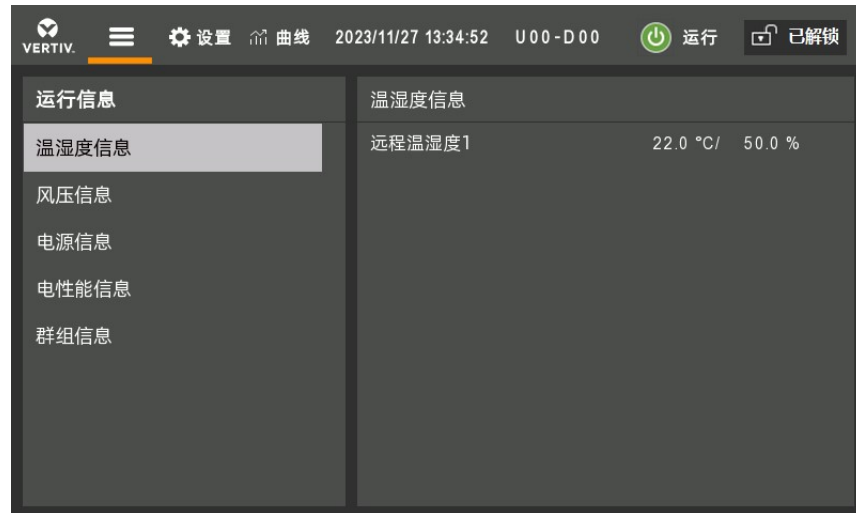 VERTIV. 设置 曲线 2023/11/27 13:34:52 U00-D00 运行 已解锁
运行信息
温湿度信息
风压信息
电源信息
电性能信息
群组信息
温湿度信息
远程温湿度1 22.0 °C/ 50.0 %